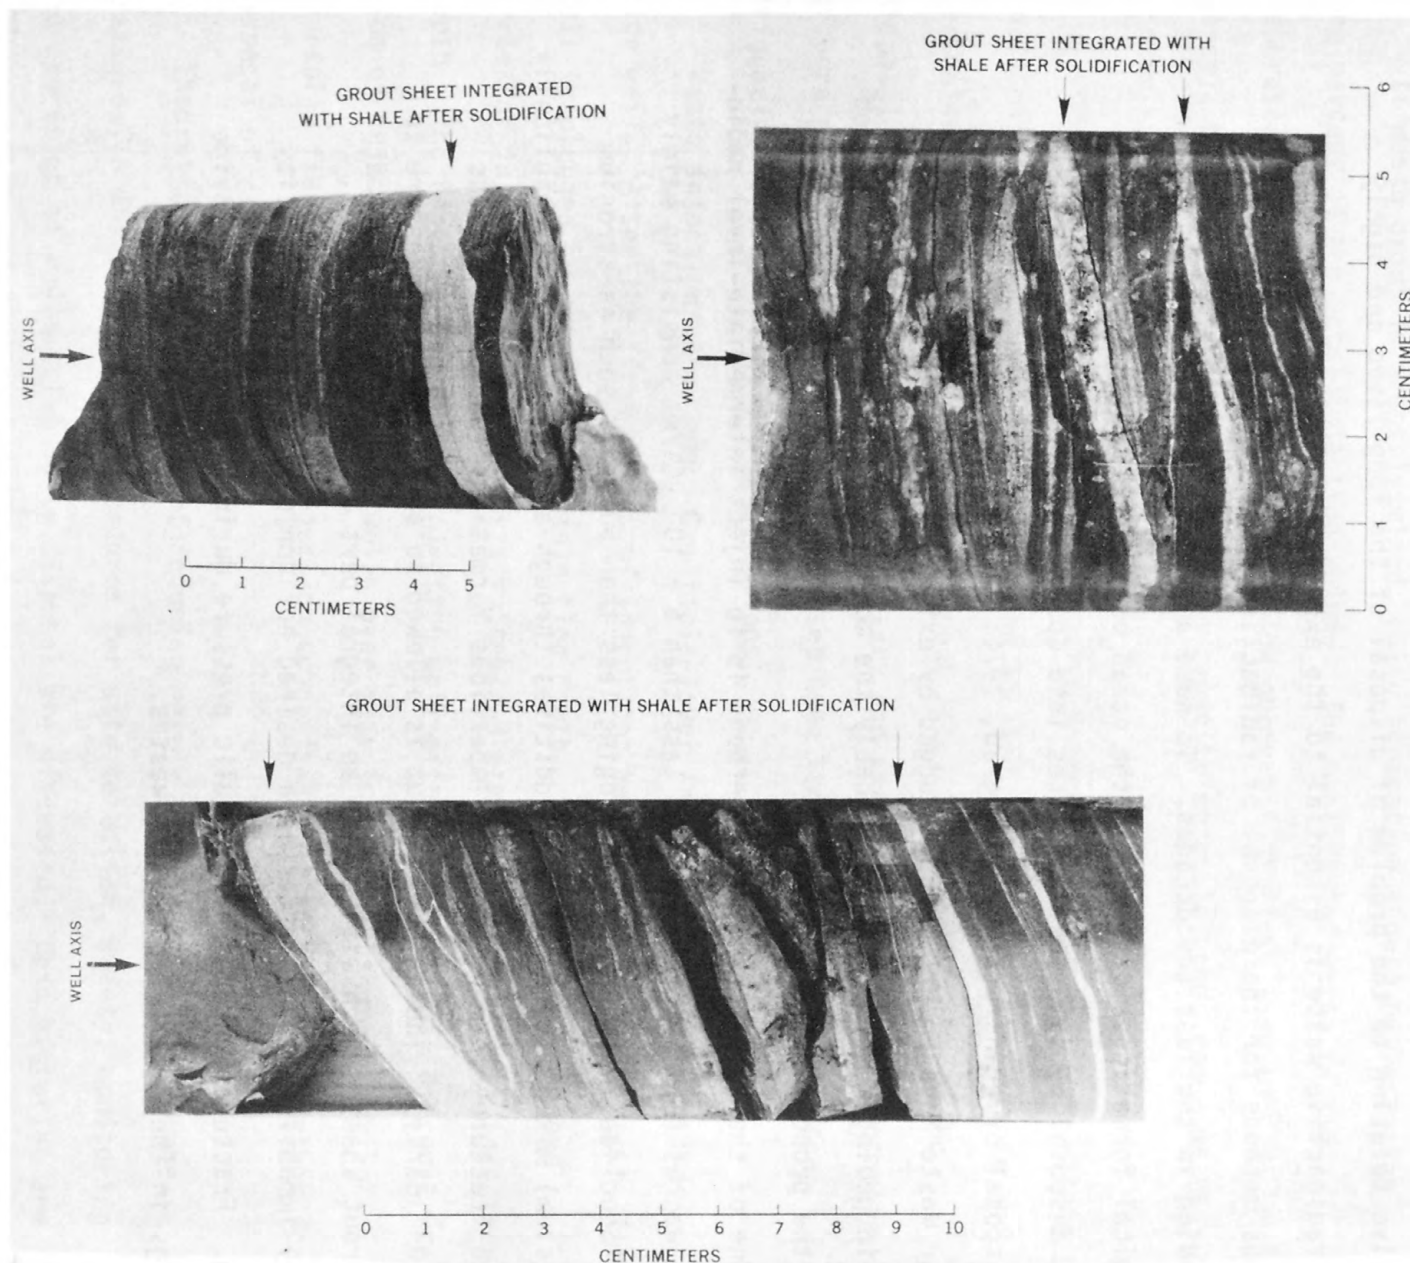 GROUT SHEET INTEGRATED
WITH SHALE AFTER SOLIDIFICATION
WELL AXIS
0 1 2 3 4 5
CENTIMETERS
GROUT SHEET INTEGRATED WITH
SHALE AFTER SOLIDIFICATION
WELL AXIS
6
5
4
3
2
1
0
CENTIMETERS
GROUT SHEET INTEGRATED WITH SHALE AFTER SOLIDIFICATION
WELL AXIS
0 1 2 3 4 5 6 7 8 9 10
CENTIMETERS